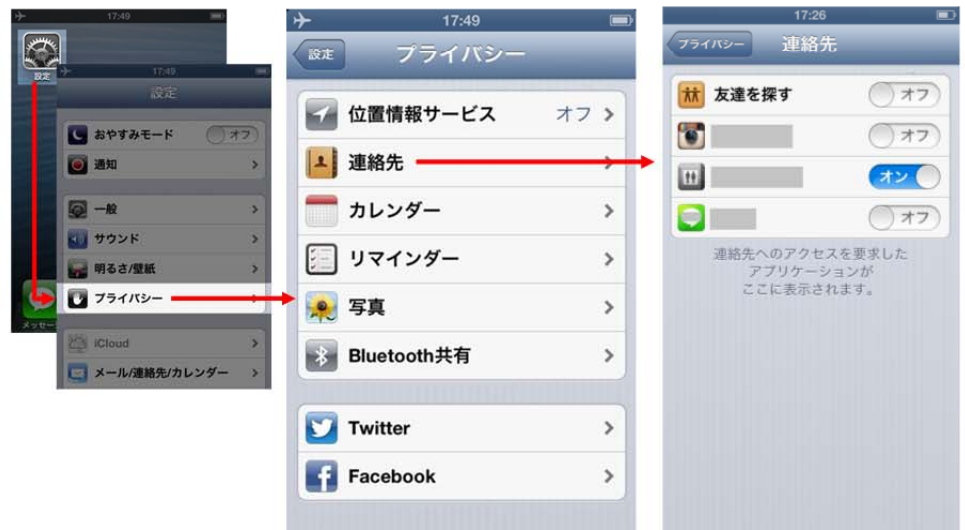 17:49
設定
17:49
設定
おやすみモード
オフ
通知
一般
サウンド
明るさ/壁紙
プライバシー
iCloud
メール/連絡先/カレンダー
メッセー
17:49
設定
プライバシー
位置情報サービス
オフ
連絡先
カレンダー
リマインダー
写真
Bluetooth共有
Twitter
Facebook
17:26
プライバシー
連絡先
友達を探す
オフ
オフ
オン
オフ
連絡先へのアクセスを要求した
アプリケーションが
ここに表示されます。